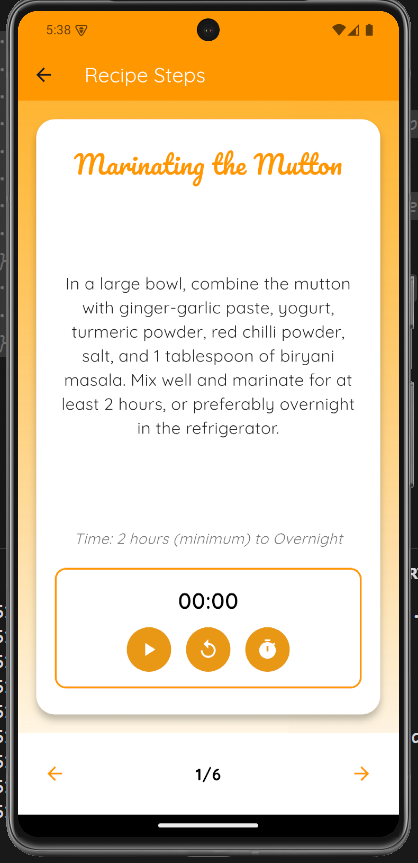 5:38
Recipe Steps
Marinating the Mutton
In a large bowl, combine the mutton
with ginger-garlic paste, yogurt,
turmeric powder, red chilli powder,
salt, and 1 tablespoon of biryani
masala. Mix well and marinate for at
least 2 hours, or preferably overnight
in the refrigerator.
Time: 2 hours (minimum) to Overnight
00:00
1/6